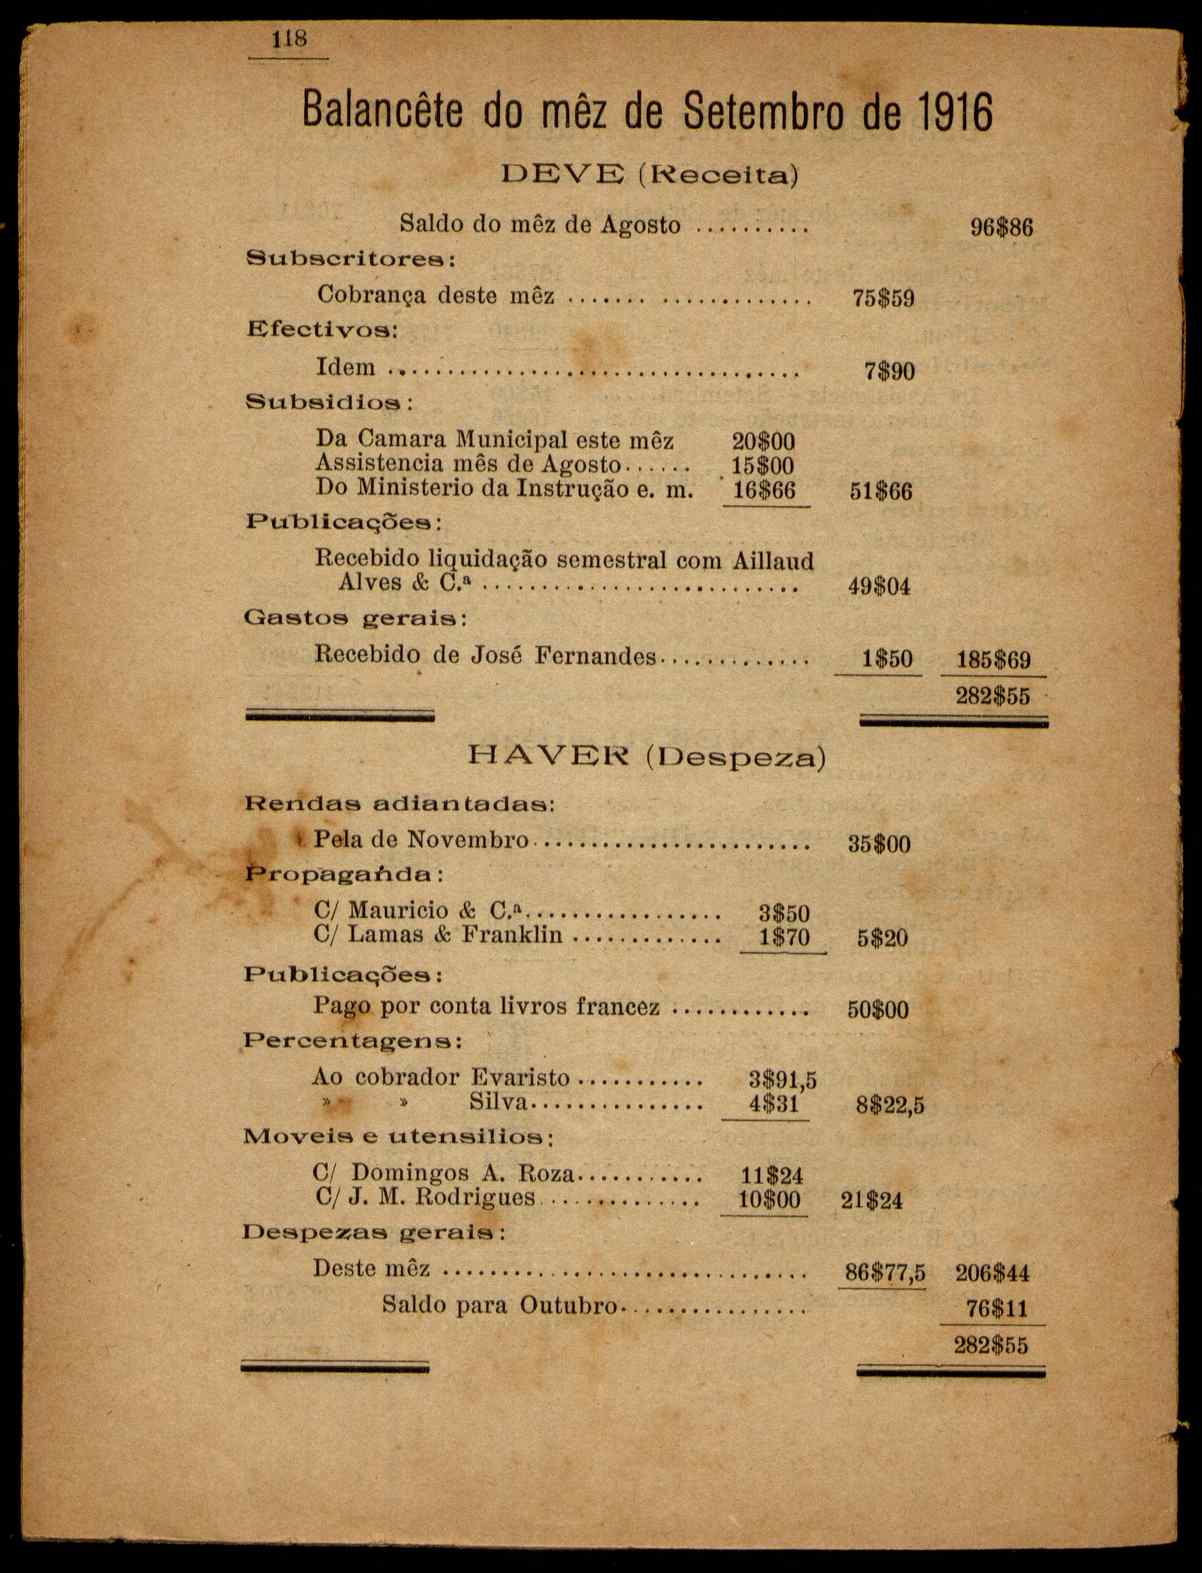 118
Balancête do mêz de Setembro de 1916
DEVE (Receita)
Saldo do mêz de Agosto .......... 96$86
Subscritores:
Cobrança deste mêz ....... ............. 75$59
Efectivos:
Idem ................................... 7$90
Subsidios:
Da Camara Municipal este mêz 20$00
Assistencia mês de Agosto...... 15$00
Do Ministerio da Instrução e. m. 16$66 51$66
Publicações:
Recebido liquidação semestral com Aillaud
Alves & C.ª ........................... 49$04
Gastos gerais:
Recebido de José Fernandes............. 1$50 185$69
282$55
HAVER (Despeza)
Rendas adiantadas:
Pela de Novembro........................ 35$00
Propaganda:
C/ Mauricio & C.ª................. 3$50
C/ Lamas & Franklin ............. 1$70 5$20
Publicações:
Pago por conta livros francez ............ 50$00
Percentagens:
Ao cobrador Evaristo ........... 3$91,5
» » Silva............... 4$31 8$22,5
Moveis e utensilios:
C/ Domingos A. Roza........... 11$24
C/ J. M. Rodrigues.............. 10$00 21$24
Despezas gerais:
Deste mêz ............................... 86$77,5 206$44
Saldo para Outubro................ 76$11
282$55